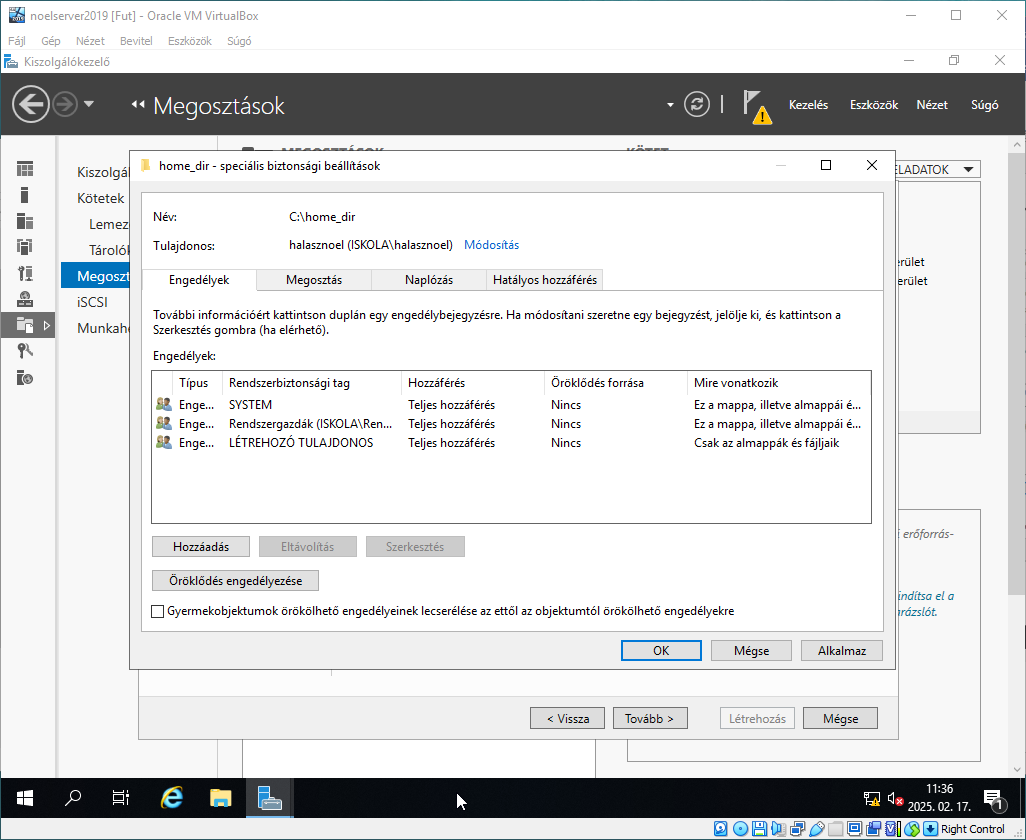 noelserver2019 [Fut] - Oracle VM VirtualBox
Fájl Gép Nézet Bevitel Eszközök Súgó
Kiszolgálókezelő
Megosztások
Kezelés Eszközök Nézet Súgó
MEGOSZTÁSOK KÖTET
home_dir - speciális biztonsági beállítások
ELADATOK
Kiszolgál
Kötetek
Lemez
Tárolók
Megoszt
iSCSI
Munkah
Név: C:\home_dir
Tulajdonos: halasznoel (ISKOLA\halasznoel) Módosítás
Engedélyek Megosztás Naplózás Hatályos hozzáférés
További információért kattintson duplán egy engedélybejegyzésre. Ha módosítani szeretne egy bejegyzést, jelölje ki, és kattintson a
Szerkesztés gombra (ha elérhető).
Engedélyek:
Típus Rendszerbiztonsági tag Hozzáférés Öröklődés forrása Mire vonatkozik
Enge... SYSTEM Teljes hozzáférés Nincs Ez a mappa, illetve almappái é...
Enge... Rendszergazdák (ISKOLA\Ren... Teljes hozzáférés Nincs Ez a mappa, illetve almappái é...
Enge... LÉTREHOZÓ TULAJDONOS Teljes hozzáférés Nincs Csak az almappák és fájljaik
Hozzáadás Eltávolítás Szerkesztés
Öröklődés engedélyezése
Gyermekobjektumok örökölhető engedélyeinek lecserélése az ettől az objektumtól örökölhető engedélyekre
OK Mégse Alkalmaz
erület
erület
i erőforrás-
indítsa el a
arázslót.
< Vissza Tovább > Létrehozás Mégse
11:36
2025. 02. 17.
1
Right Control